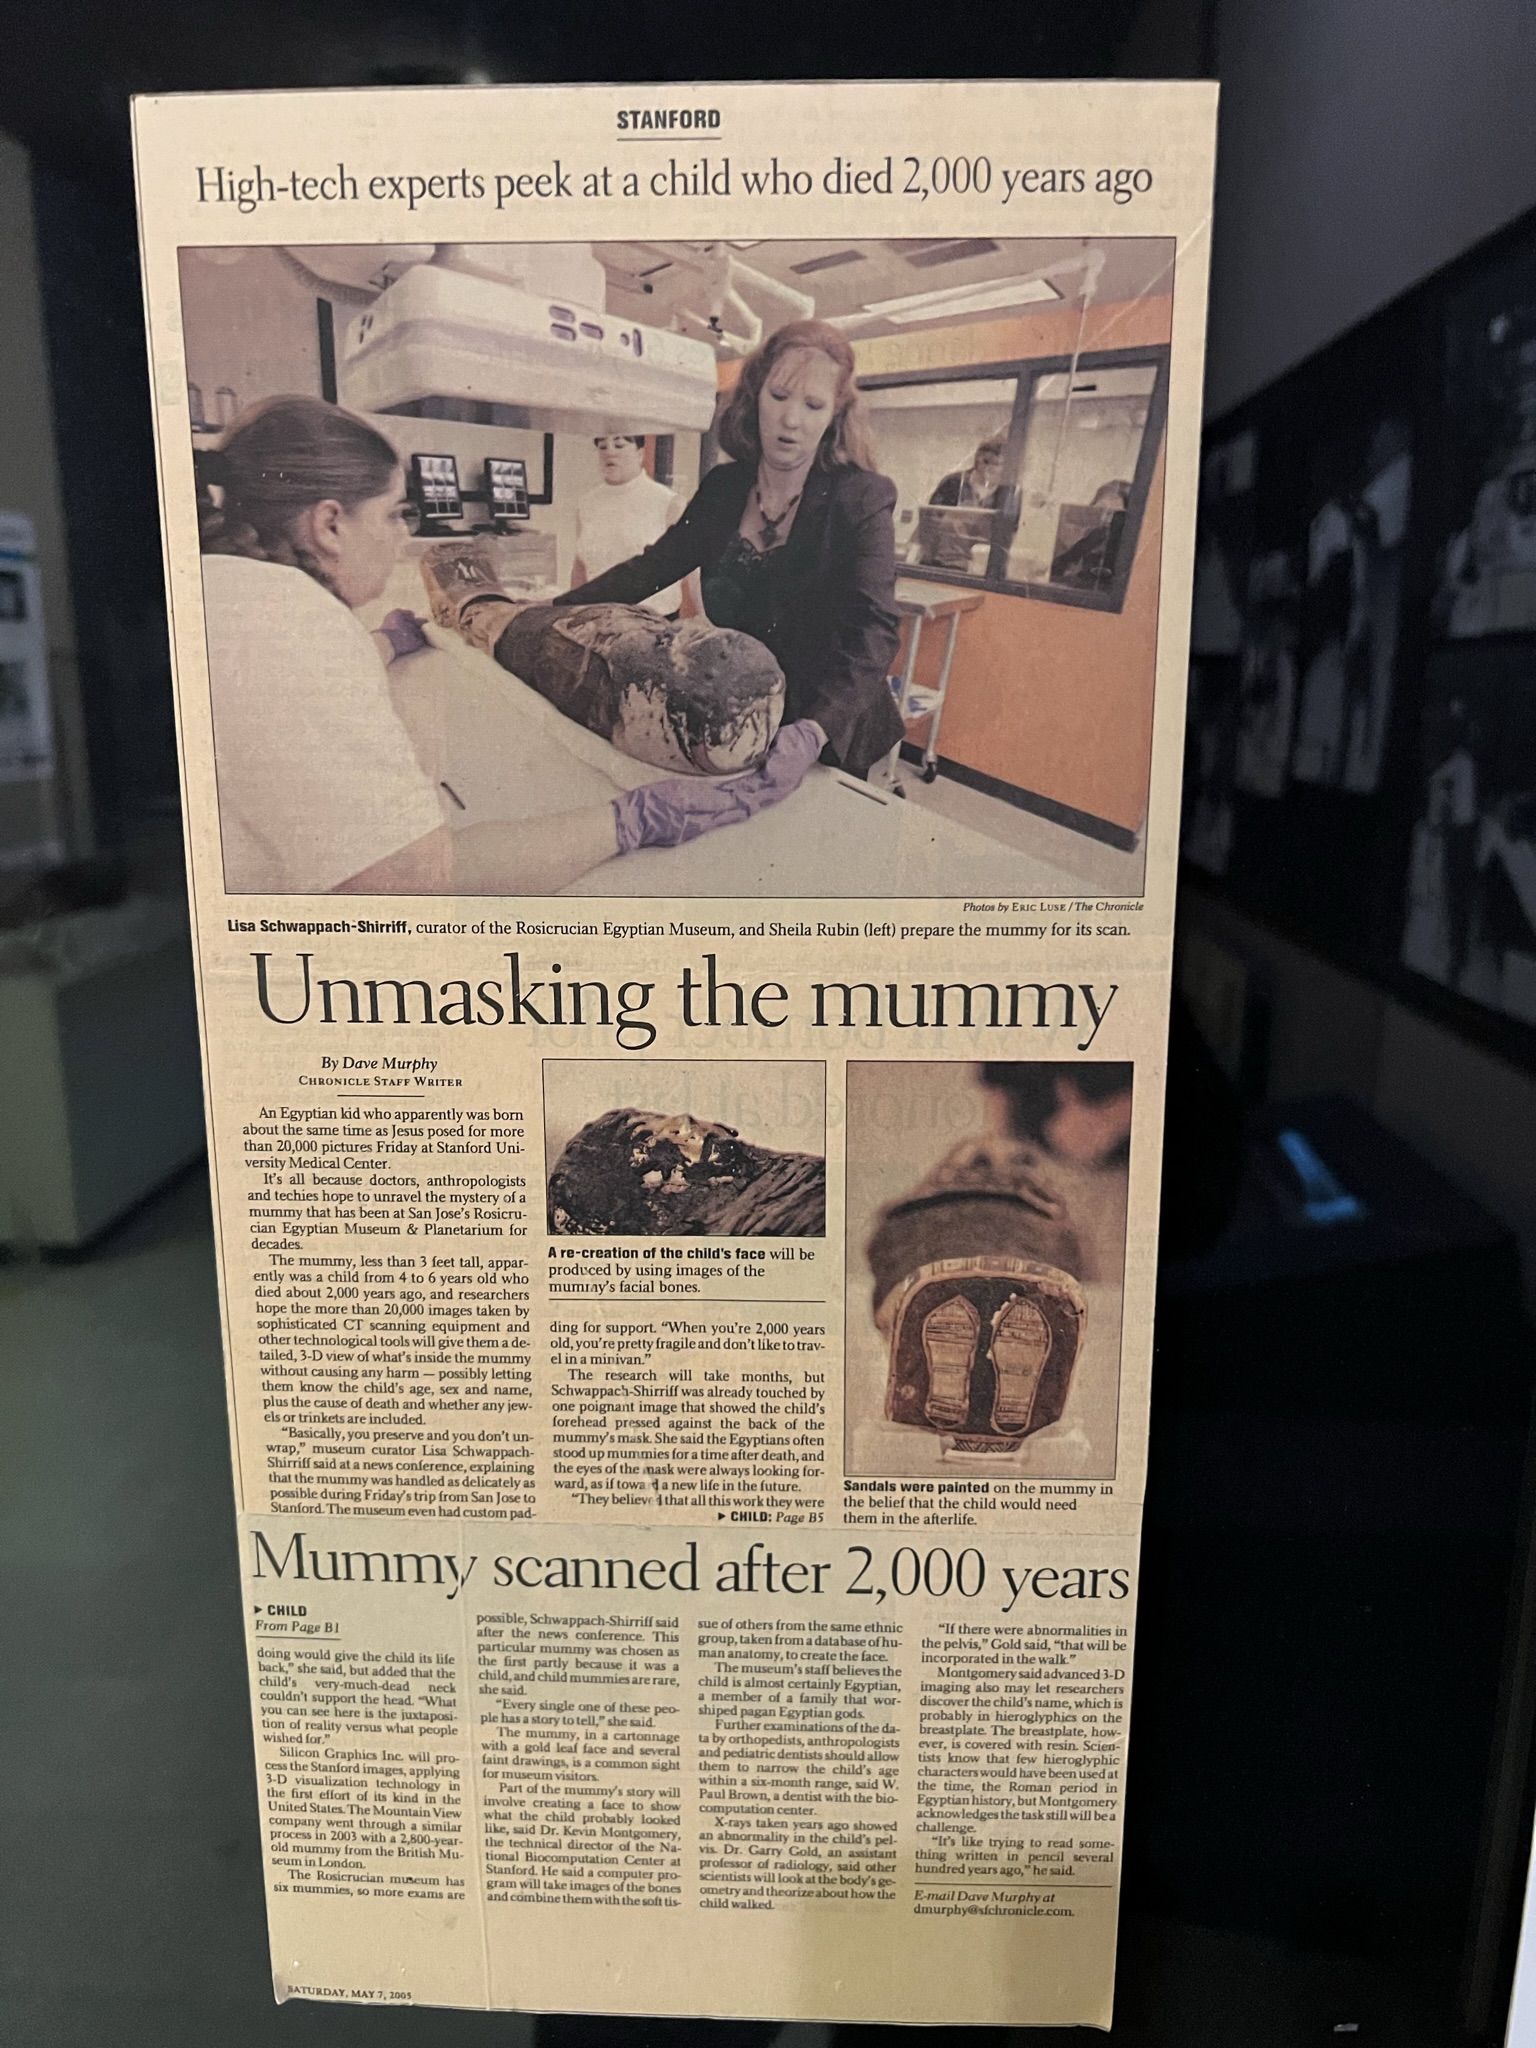 STANFORD
High-tech experts peek at a child who died 2,000 years ago
Photos by ERIC LUSE / The Chronicle
Lisa Schwappach-Shirriff, curator of the Rosicrucian Egyptian Museum, and Sheila Rubin (left) prepare the mummy for its scan.
Unmasking the mummy
By Dave Murphy
CHRONICLE STAFF WRITER
An Egyptian kid who apparently was born
about the same time as Jesus posed for more
than 20,000 pictures Friday at Stanford Uni-
versity Medical Center.
It's all because doctors, anthropologists
and techies hope to unravel the mystery of a
mummy that has been at San Jose's Rosicru-
cian Egyptian Museum & Planetarium for
decades.
The mummy, less than 3 feet tall, appar-
ently was a child from 4 to 6 years old who
died about 2,000 years ago, and researchers
hope the more than 20,000 images taken by
sophisticated CT scanning equipment and
other technological tools will give them a de-
tailed, 3-D view of what's inside the mummy
without causing any harm — possibly letting
them know the child's age, sex and name,
plus the cause of death and whether any jew-
els or trinkets are included.
"Basically, you preserve and you don't un-
wrap," museum curator Lisa Schwappach-
Shirriff said at a news conference, explaining
that the mummy was handled as delicately as
possible during Friday's trip from San Jose to
Stanford. The museum even had custom pad-
A re-creation of the child's face will be
produced by using images of the
mummy's facial bones.
ding for support. "When you're 2,000 years
old, you're pretty fragile and don't like to trav-
el in a minivan."
The research will take months, but
Schwappach-Shirriff was already touched by
one poignant image that showed the child's
forehead pressed against the back of the
mummy's mask. She said the Egyptians often
stood up mummies for a time after death, and
the eyes of the mask were always looking for-
ward, as if toward a new life in the future.
"They believed that all this work they were
▶ CHILD: Page B5
Sandals were painted on the mummy in
the belief that the child would need
them in the afterlife.
Mummy scanned after 2,000 years
▶ CHILD
From Page B1
doing would give the child its life
back," she said, but added that the
child's very-much-dead neck
couldn't support the head. "What
you can see here is the juxtaposi-
tion of reality versus what people
wished for."
Silicon Graphics Inc. will pro-
cess the Stanford images, applying
3-D visualization technology in
the first effort of its kind in the
United States. The Mountain View
company went through a similar
process in 2003 with a 2,800-year-
old mummy from the British Mu-
seum in London.
The Rosicrucian museum has
six mummies, so more exams are
possible, Schwappach-Shirriff said
after the news conference. This
particular mummy was chosen as
the first partly because it was a
child, and child mummies are rare,
she said.
"Every single one of these peo-
ple has a story to tell," she said.
The mummy, in a cartonnage
with a gold leaf face and several
faint drawings, is a common sight
for museum visitors.
Part of the mummy's story will
involve creating a face to show
what the child probably looked
like, said Dr. Kevin Montgomery,
the technical director of the Na-
tional Biocomputation Center at
Stanford. He said a computer pro-
gram will take images of the bones
and combine them with the soft tis-
sue of others from the same ethnic
group, taken from a database of hu-
man anatomy, to create the face.
The museum's staff believes the
child is almost certainly Egyptian,
a member of a family that wor-
shiped pagan Egyptian gods.
Further examinations of the da-
ta by orthopedists, anthropologists
and pediatric dentists should allow
them to narrow the child's age
within a six-month range, said W.
Paul Brown, a dentist with the bio-
computation center.
X-rays taken years ago showed
an abnormality in the child's pel-
vis. Dr. Garry Gold, an assistant
professor of radiology, said other
scientists will look at the body's ge-
ometry and theorize about how the
child walked.
"If there were abnormalities in
the pelvis," Gold said, "that will be
incorporated in the walk."
Montgomery said advanced 3-D
imaging also may let researchers
discover the child's name, which is
probably in hieroglyphics on the
breastplate. The breastplate, how-
ever, is covered with resin. Scien-
tists know that few hieroglyphic
characters would have been used at
the time, the Roman period in
Egyptian history, but Montgomery
acknowledges the task still will be a
challenge.
"It's like trying to read some-
thing written in pencil several
hundred years ago," he said.
E-mail Dave Murphy at
dmurphy@sfchronicle.com.
SATURDAY, MAY 7, 2005